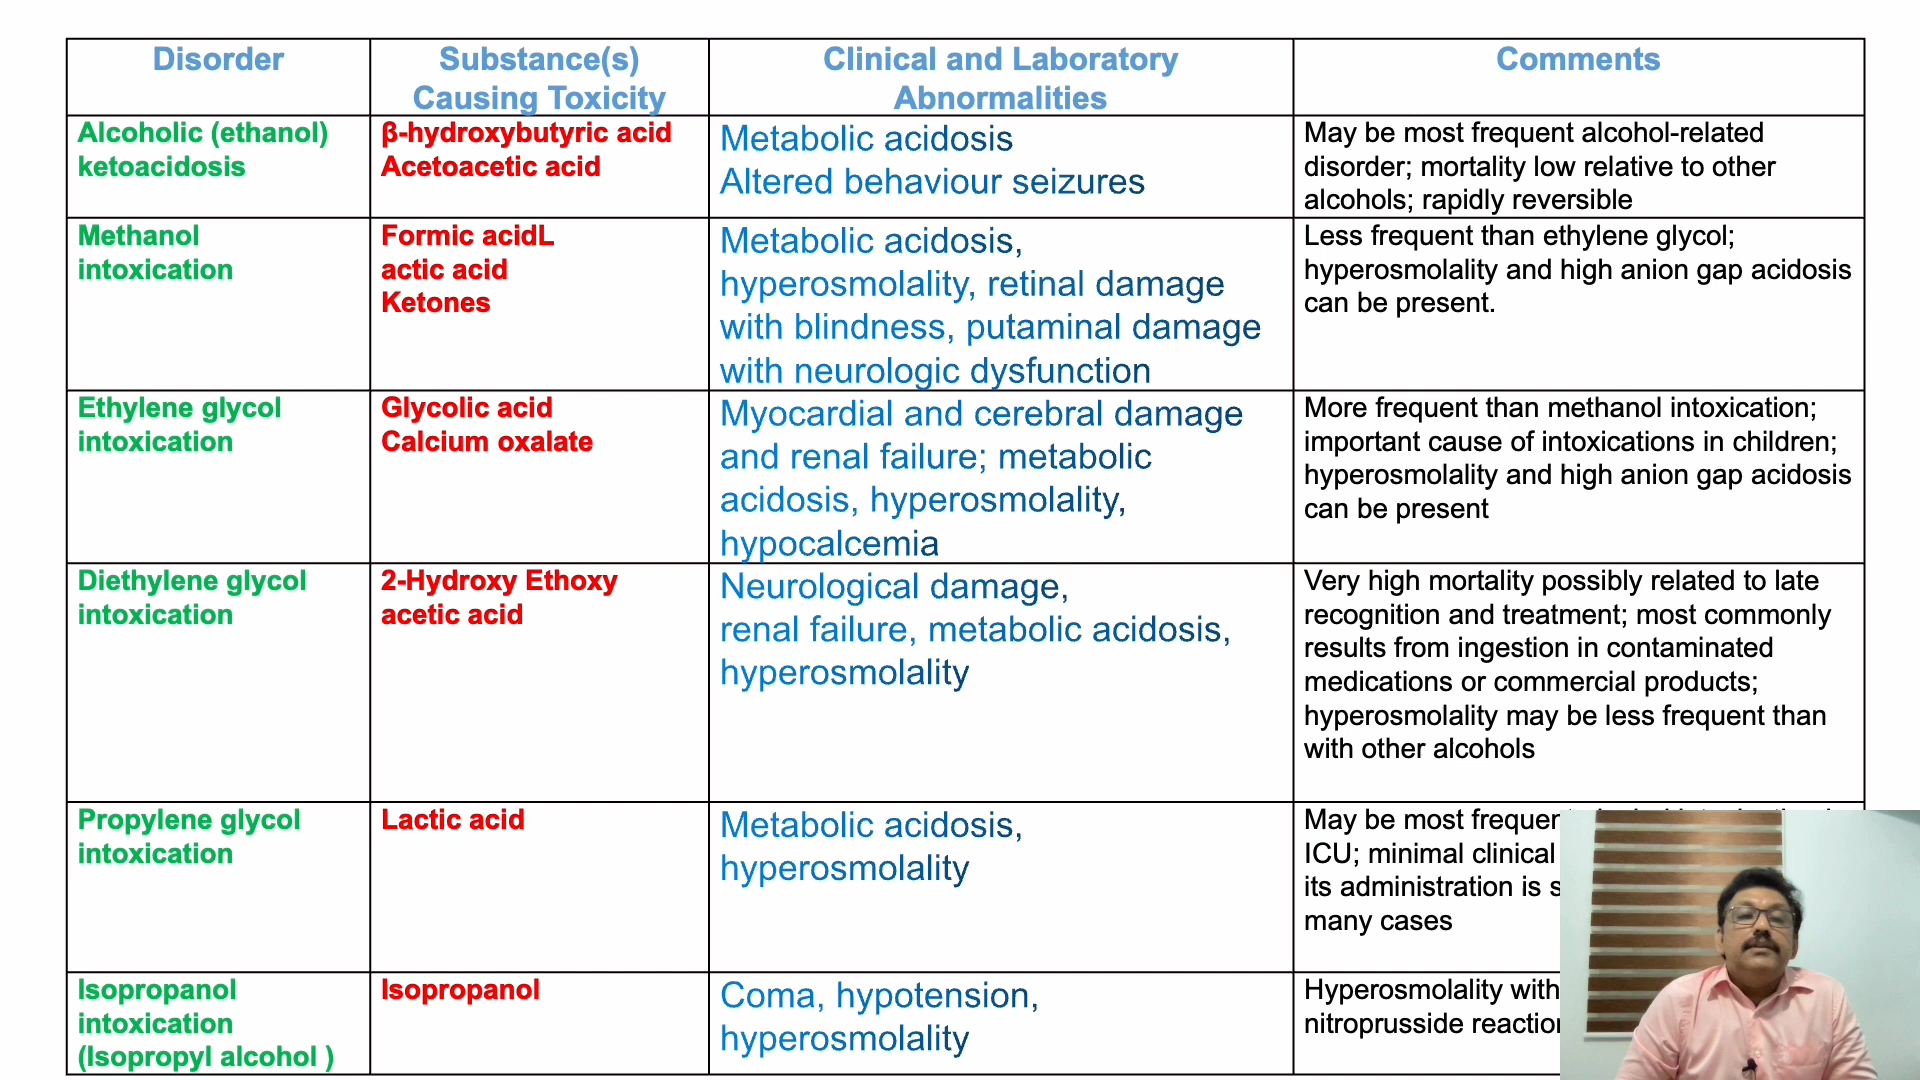 Disorder
Substance(s)
Causing Toxicity
Clinical and Laboratory
Abnormalities
Comments
Alcoholic (ethanol)
ketoacidosis
β-hydroxybutyric acid
Acetoacetic acid
Metabolic acidosis
Altered behaviour seizures
May be most frequent alcohol-related
disorder; mortality low relative to other
alcohols; rapidly reversible
Methanol
intoxication
Formic acidL
actic acid
Ketones
Metabolic acidosis,
hyperosmolality, retinal damage
with blindness, putaminal damage
with neurologic dysfunction
Less frequent than ethylene glycol;
hyperosmolality and high anion gap acidosis
can be present.
Ethylene glycol
intoxication
Glycolic acid
Calcium oxalate
Myocardial and cerebral damage
and renal failure; metabolic
acidosis, hyperosmolality,
hypocalcemia
More frequent than methanol intoxication;
important cause of intoxications in children;
hyperosmolality and high anion gap acidosis
can be present
Diethylene glycol
intoxication
2-Hydroxy Ethoxy
acetic acid
Neurological damage,
renal failure, metabolic acidosis,
hyperosmolality
Very high mortality possibly related to late
recognition and treatment; most commonly
results from ingestion in contaminated
medications or commercial products;
hyperosmolality may be less frequent than
with other alcohols
Propylene glycol
intoxication
Lactic acid
Metabolic acidosis,
hyperosmolality
May be most
ICU; minimal clinical
its administration is
many cases
Isopropanol
intoxication
(Isopropyl alcohol )
Isopropanol
Coma, hypotension,
hyperosmolality
Hyperosmolality
nitroprusside